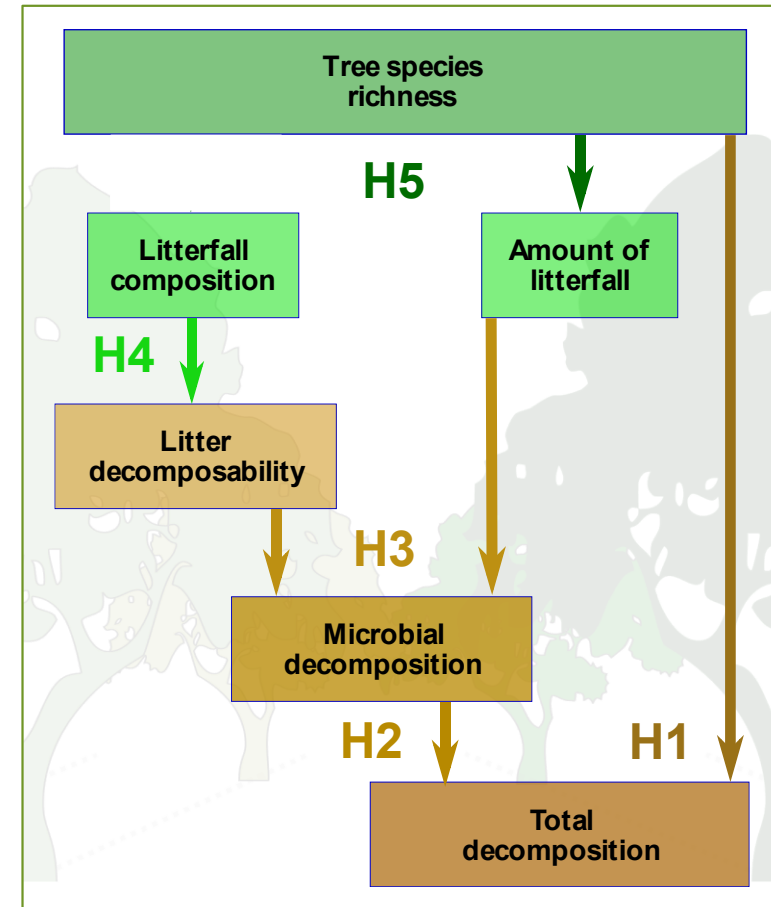 Tree species
richness
H5
Litterfall
composition
Amount of
litterfall
H4
Litter
decomposability
H3
Microbial
decomposition
H2
H1
Total
decomposition